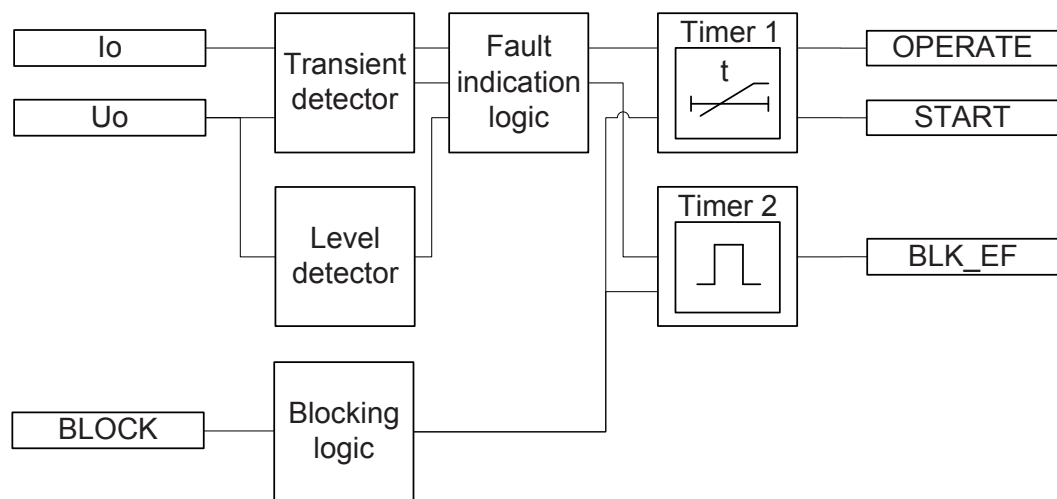 Io
Uo
BLOCK
Transient
detector
Level
detector
Blocking
logic
Fault
indication
logic
Timer 1
t
Timer 2
OPERATE
START
BLK_EF